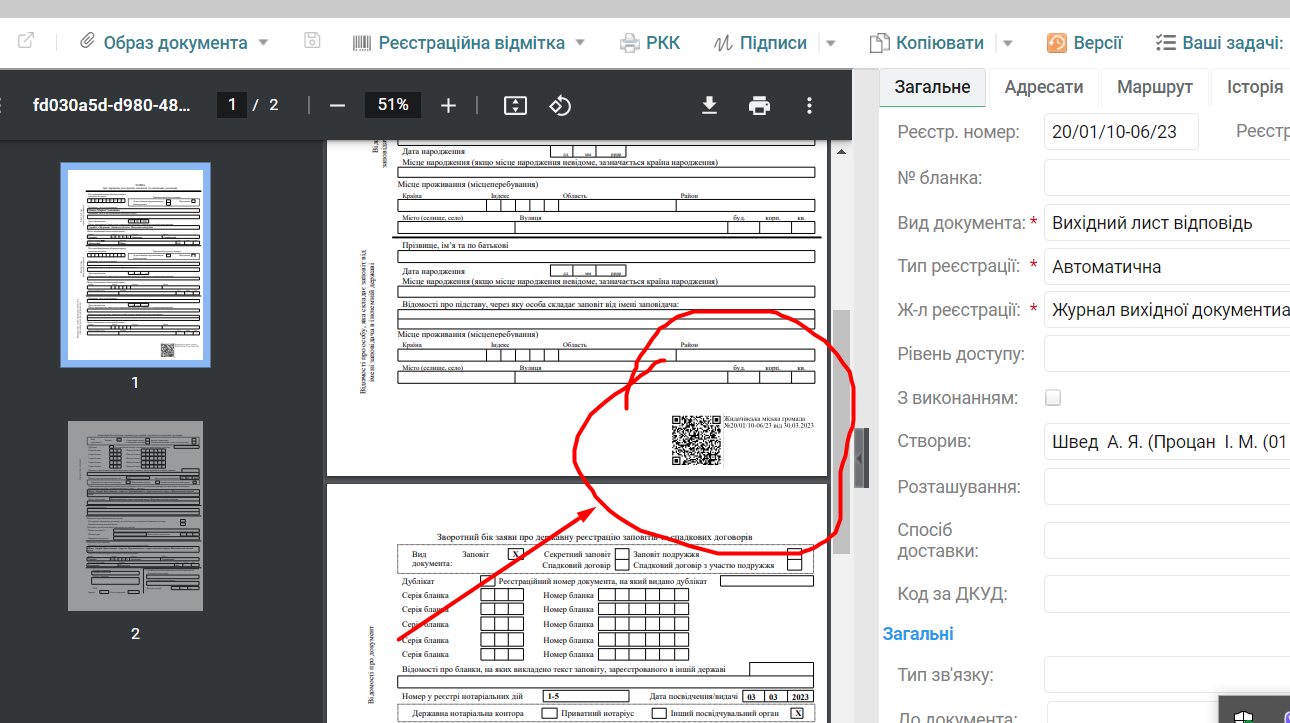 Образ документа
Реєстраційна відмітка
РКК
Підписи
Копіювати
Версії
Ваші задачі:
fd030a5d-d980-48...
1 / 2
51%
1
2
Дата народження
Місце народження (якщо місце народження невідоме, зазначається країна народження)
Місце проживання (місцеперебування)
Країна Індекс Область Район
Місто (селище, село) Вулиця буд. корп. кв.
Прізвище, ім’я та по батькові
Дата народження
Місце народження (якщо місце народження невідоме, зазначається країна народження)
Відомості про підставу, через яку особа складає заповіт від імені заповідача:
Місце проживання (місцеперебування)
Країна Індекс Область Район
Місто (селище, село) Вулиця буд. корп. кв.
Відомості про особу, яка складає заповіт від
імені заповідача в іноземній державі
Жидачівська міська громада
№20/01/10-06/23 від 30.03.2023
Зворотний бік заяви про державну реєстрацію заповітів та спадкових договорів
Вид документа: Заповіт X Секретний заповіт Заповіт подружжя
Спадковий договір Спадковий договір з участю подружжя
Дублікат Реєстраційний номер документа, на який видано дублікат
Серія бланка Номер бланка
Серія бланка Номер бланка
Серія бланка Номер бланка
Серія бланка Номер бланка
Серія бланка Номер бланка
Відомості про бланки, на яких викладено текст заповіту, зареєстрованого в іншій державі
Номер у реєстрі нотаріальних дій 1-5 Дата посвідчення/видачі 03 03 2023
Державна нотаріальна контора Приватний нотаріус Інший посвідчувальний орган X
Відомості про документ
Загальне
Адресати
Маршрут
Історія
Реєстр. номер: 20/01/10-06/23 Реєстр
№ бланка:
Вид документа: * Вихідний лист відповідь
Тип реєстрації: * Автоматична
Ж-л реєстрації: * Журнал вихідної документиа
Рівень доступу:
З виконанням:
Створив: Швед А. Я. (Процан І. М. (01
Розташування:
Спосіб
доставки:
Код за ДКУД:
Загальні
Тип зв'язку:
До документа: